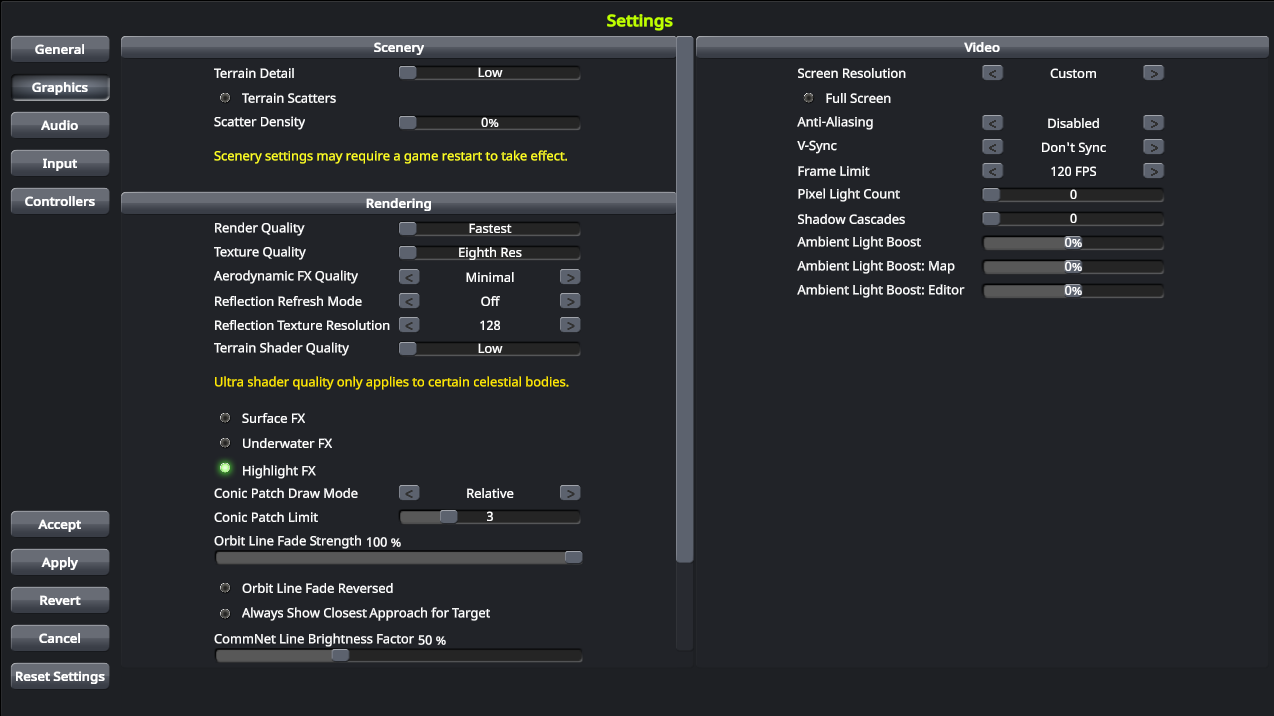 Settings
General
Graphics
Audio
Input
Controllers
Accept
Apply
Revert
Cancel
Reset Settings
Scenery
Terrain Detail < Low
Terrain Scatters
Scatter Density 0%
Scenery settings may require a game restart to take effect.
Rendering
Render Quality Fastest
Texture Quality Eighth Res
Aerodynamic FX Quality < Minimal >
Reflection Refresh Mode < Off >
Reflection Texture Resolution < 128 >
Terrain Shader Quality Low
Ultra shader quality only applies to certain celestial bodies.
Surface FX
Underwater FX
Highlight FX
Conic Patch Draw Mode < Relative >
Conic Patch Limit 3
Orbit Line Fade Strength 100 %
Orbit Line Fade Reversed
Always Show Closest Approach for Target
CommNet Line Brightness Factor 50 %
Video
Screen Resolution < Custom >
Full Screen
Anti-Aliasing < Disabled >
V-Sync < Don't Sync >
Frame Limit < 120 FPS >
Pixel Light Count 0
Shadow Cascades 0
Ambient Light Boost 0%
Ambient Light Boost: Map 0%
Ambient Light Boost: Editor 0%